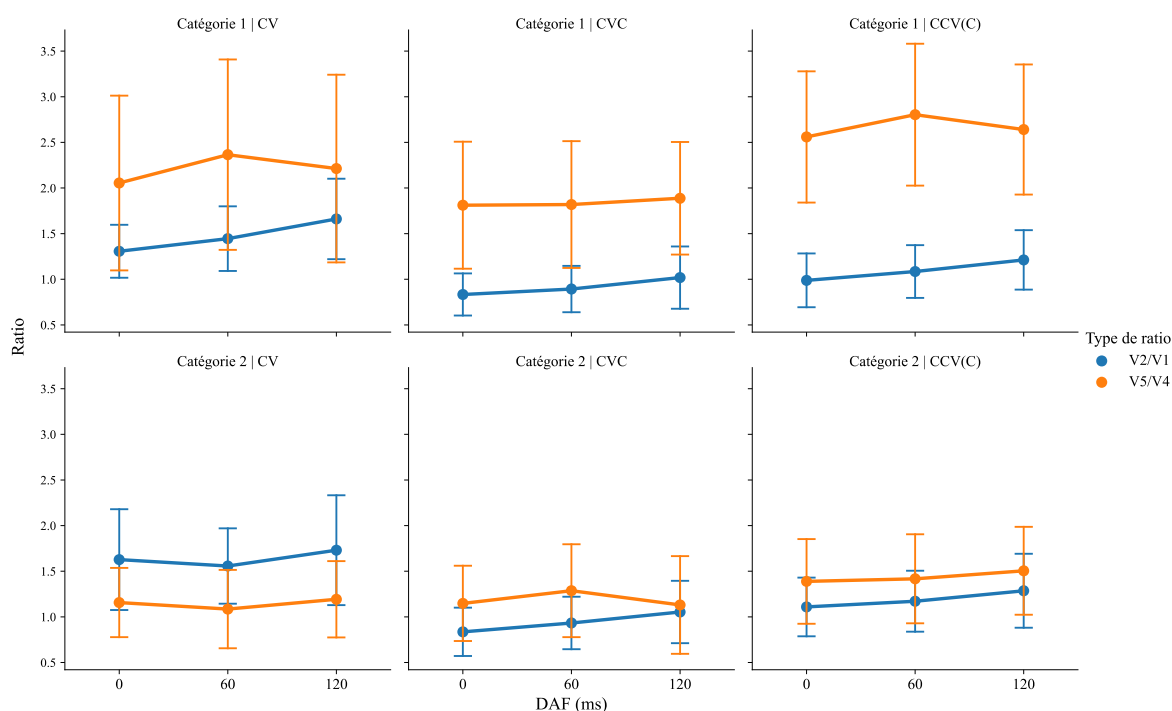 Catégorie 1 | CV
Catégorie 1 | CVC
Catégorie 1 | CCV(C)
3.5
3.0
2.5
2.0
1.5
1.0
0.5
Ratio
Type de ratio
V2/V1
V5/V4
Catégorie 2 | CV
Catégorie 2 | CVC
Catégorie 2 | CCV(C)
3.5
3.0
2.5
2.0
1.5
1.0
0.5
0 60 120
0 60 120
0 60 120
DAF (ms)